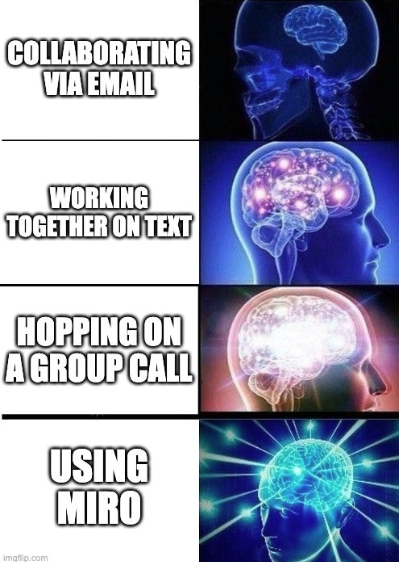 COLLABORATING
VIA EMAIL
WORKING
TOGETHER ON TEXT
HOPPING ON
A GROUP CALL
USING
MIRO
imgflip.com